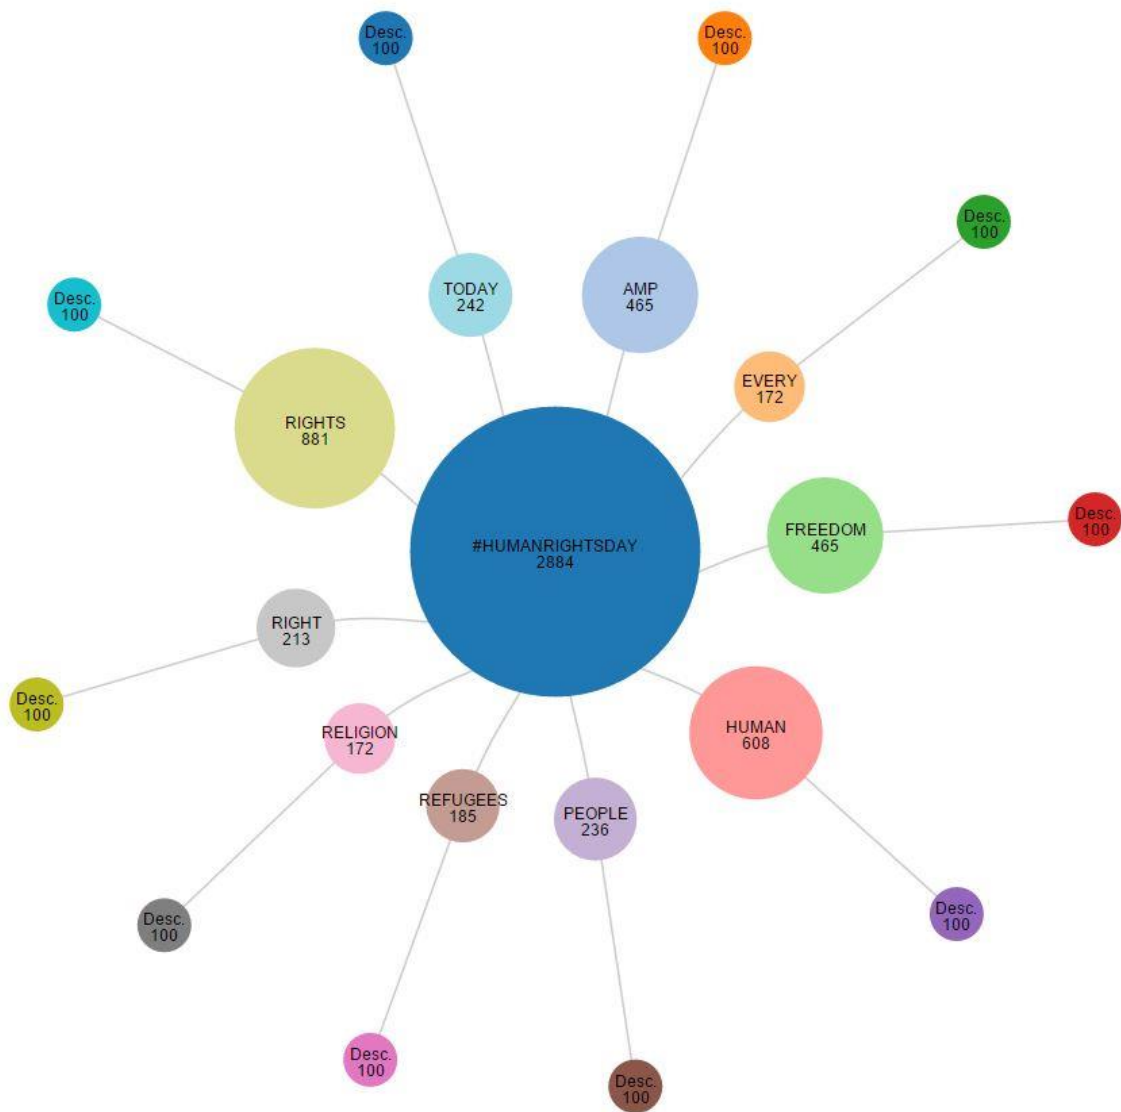 Desc.
100
Desc.
100
Desc.
100
TODAY
242
AMP
465
Desc.
100
EVERY
172
RIGHTS
881
FREEDOM
465
Desc.
100
#HUMANRIGHTSDAY
2884
RIGHT
213
Desc.
100
HUMAN
608
RELIGION
172
REFUGEES
185
PEOPLE
236
Desc.
100
Desc.
100
Desc.
100
Desc.
100